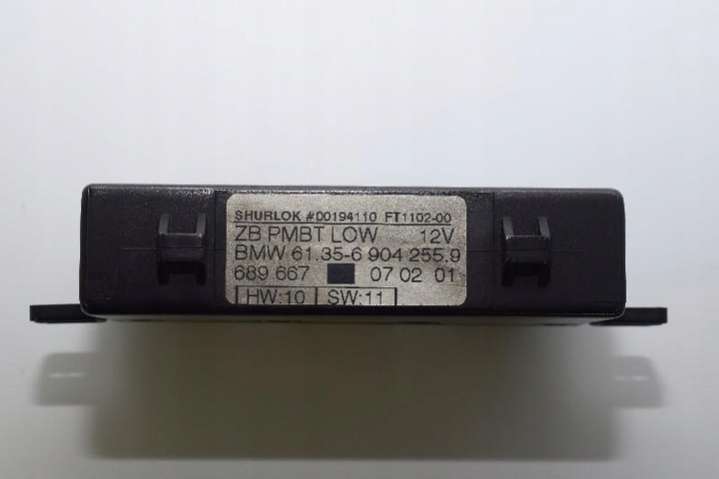 SHURLOK #00194110 FT1102-00
ZB PMBT LOW 12V
BMW 61.35-6 904 255.9
689 667 07 02 01
HW:10 SW:11